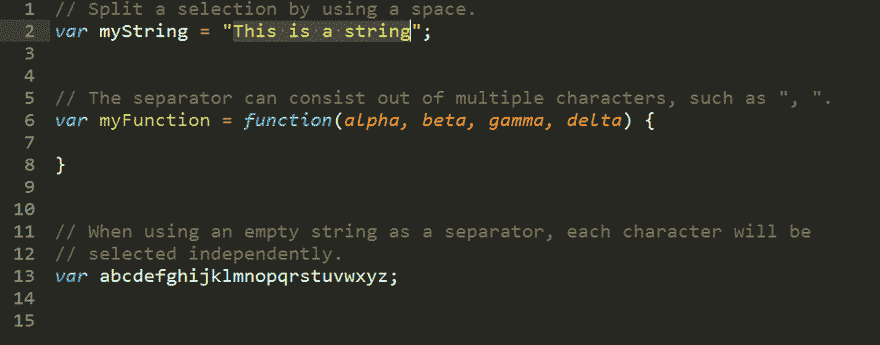 1 // Split a selection by using a space.
2 var myString = "This is a string";
3
4
5 // The separator can consist out of multiple characters, such as ", ".
6 var myFunction = function(alpha, beta, gamma, delta) {
7
8 }
9
10
11 // When using an empty string as a separator, each character will be
12 // selected independently.
13 var abcdefghijklmnopqrstuvwxyz;
14
15